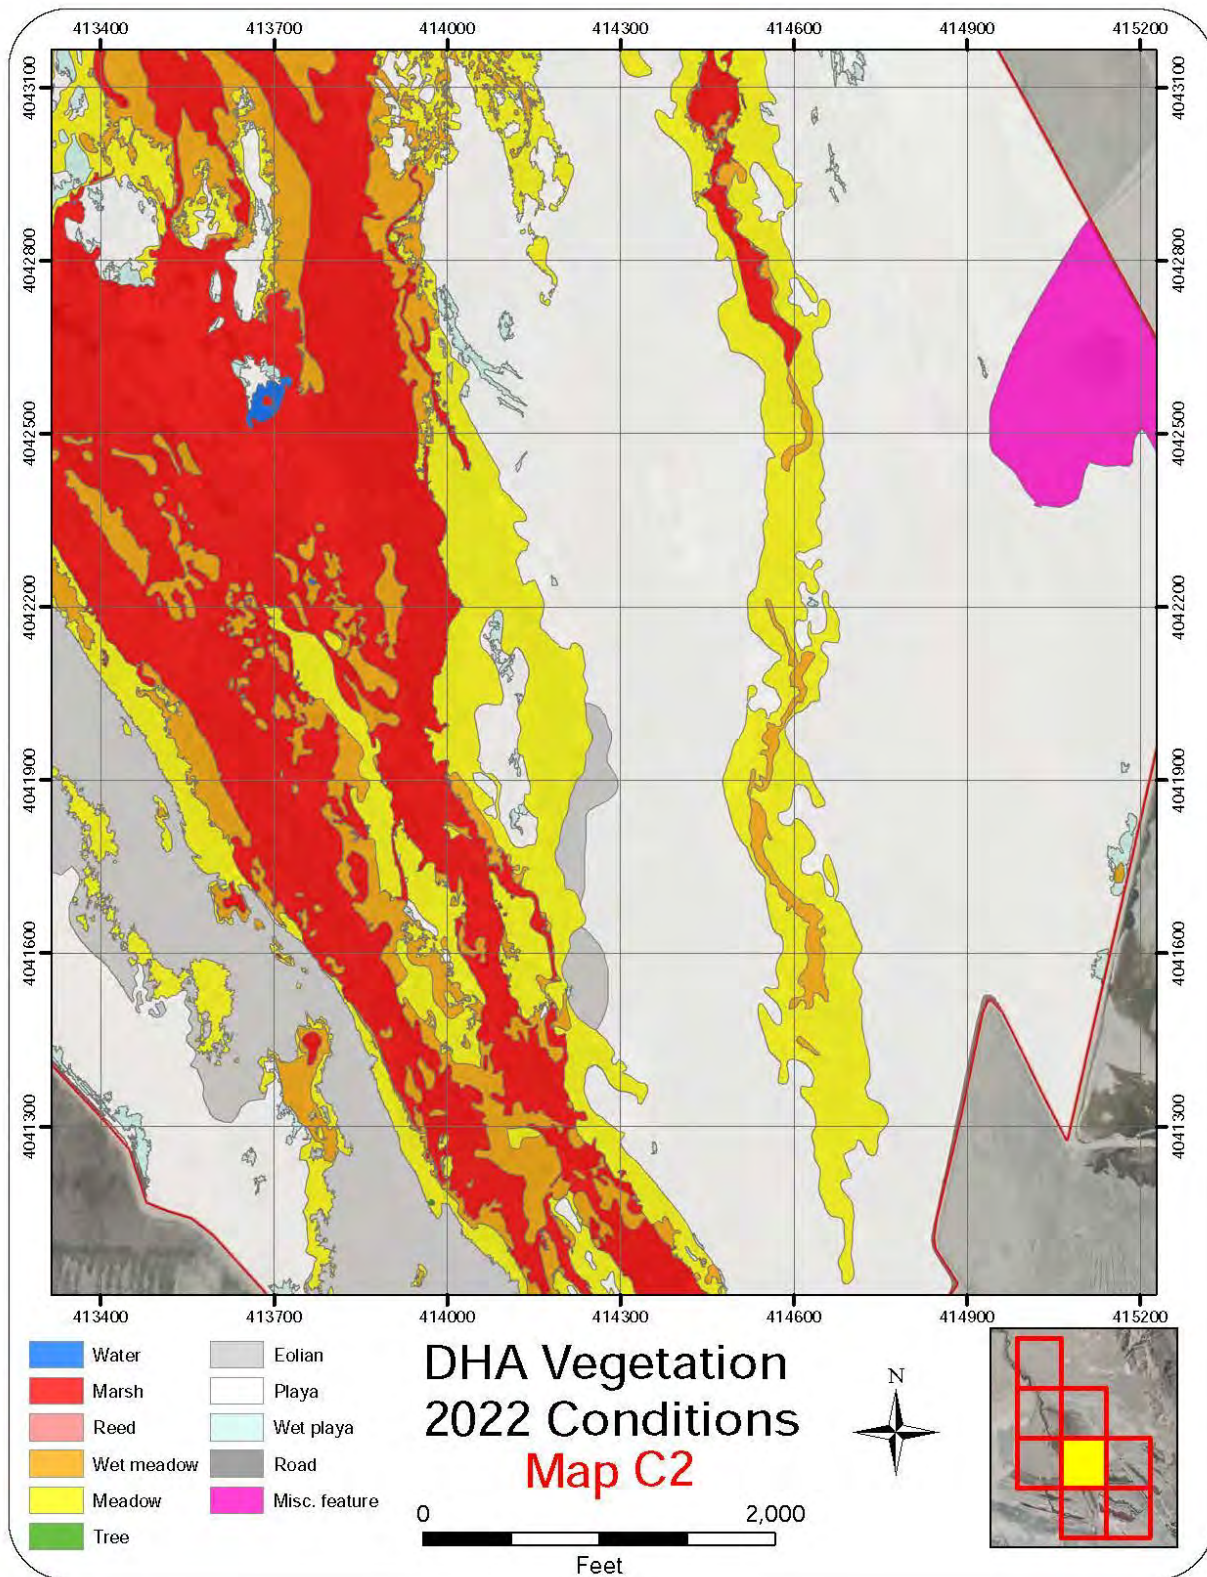 413400 413700 414000 414300 414600 414900 415200
4043100 4043100
4042800 4042800
4042500 4042500
4042200 4042200
4041900 4041900
4041600 4041600
4041300 4041300
413400 413700 414000 414300 414600 414900 415200
Water
Marsh
Reed
Wet meadow
Meadow
Tree
Eolian
Playa
Wet playa
Road
Misc. feature
DHA Vegetation
2022 Conditions
Map C2
0 2,000
Feet
N